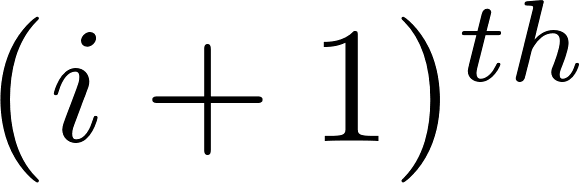 (i + 1)^{th}